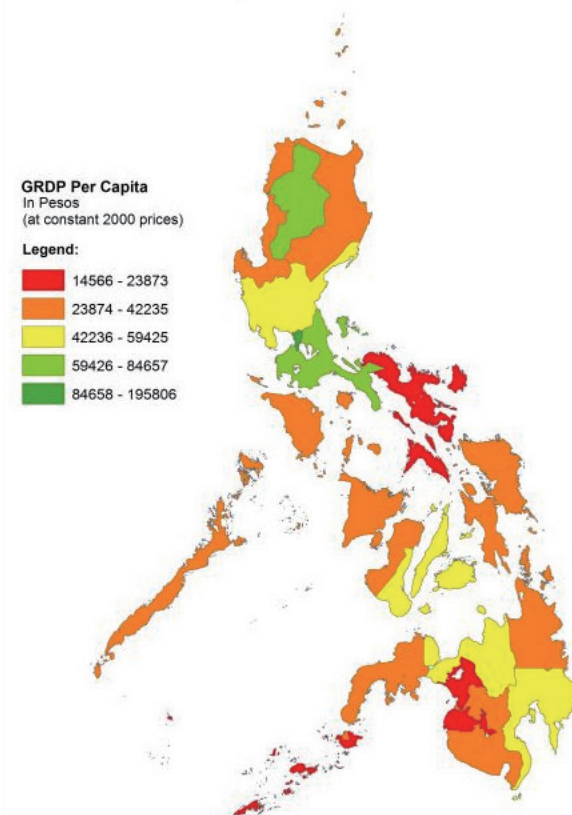 GRDP Per Capita
In Pesos
(at constant 2000 prices)
Legend:
14566 - 23873
23874 - 42235
42236 - 59425
59426 - 84657
84658 - 195806